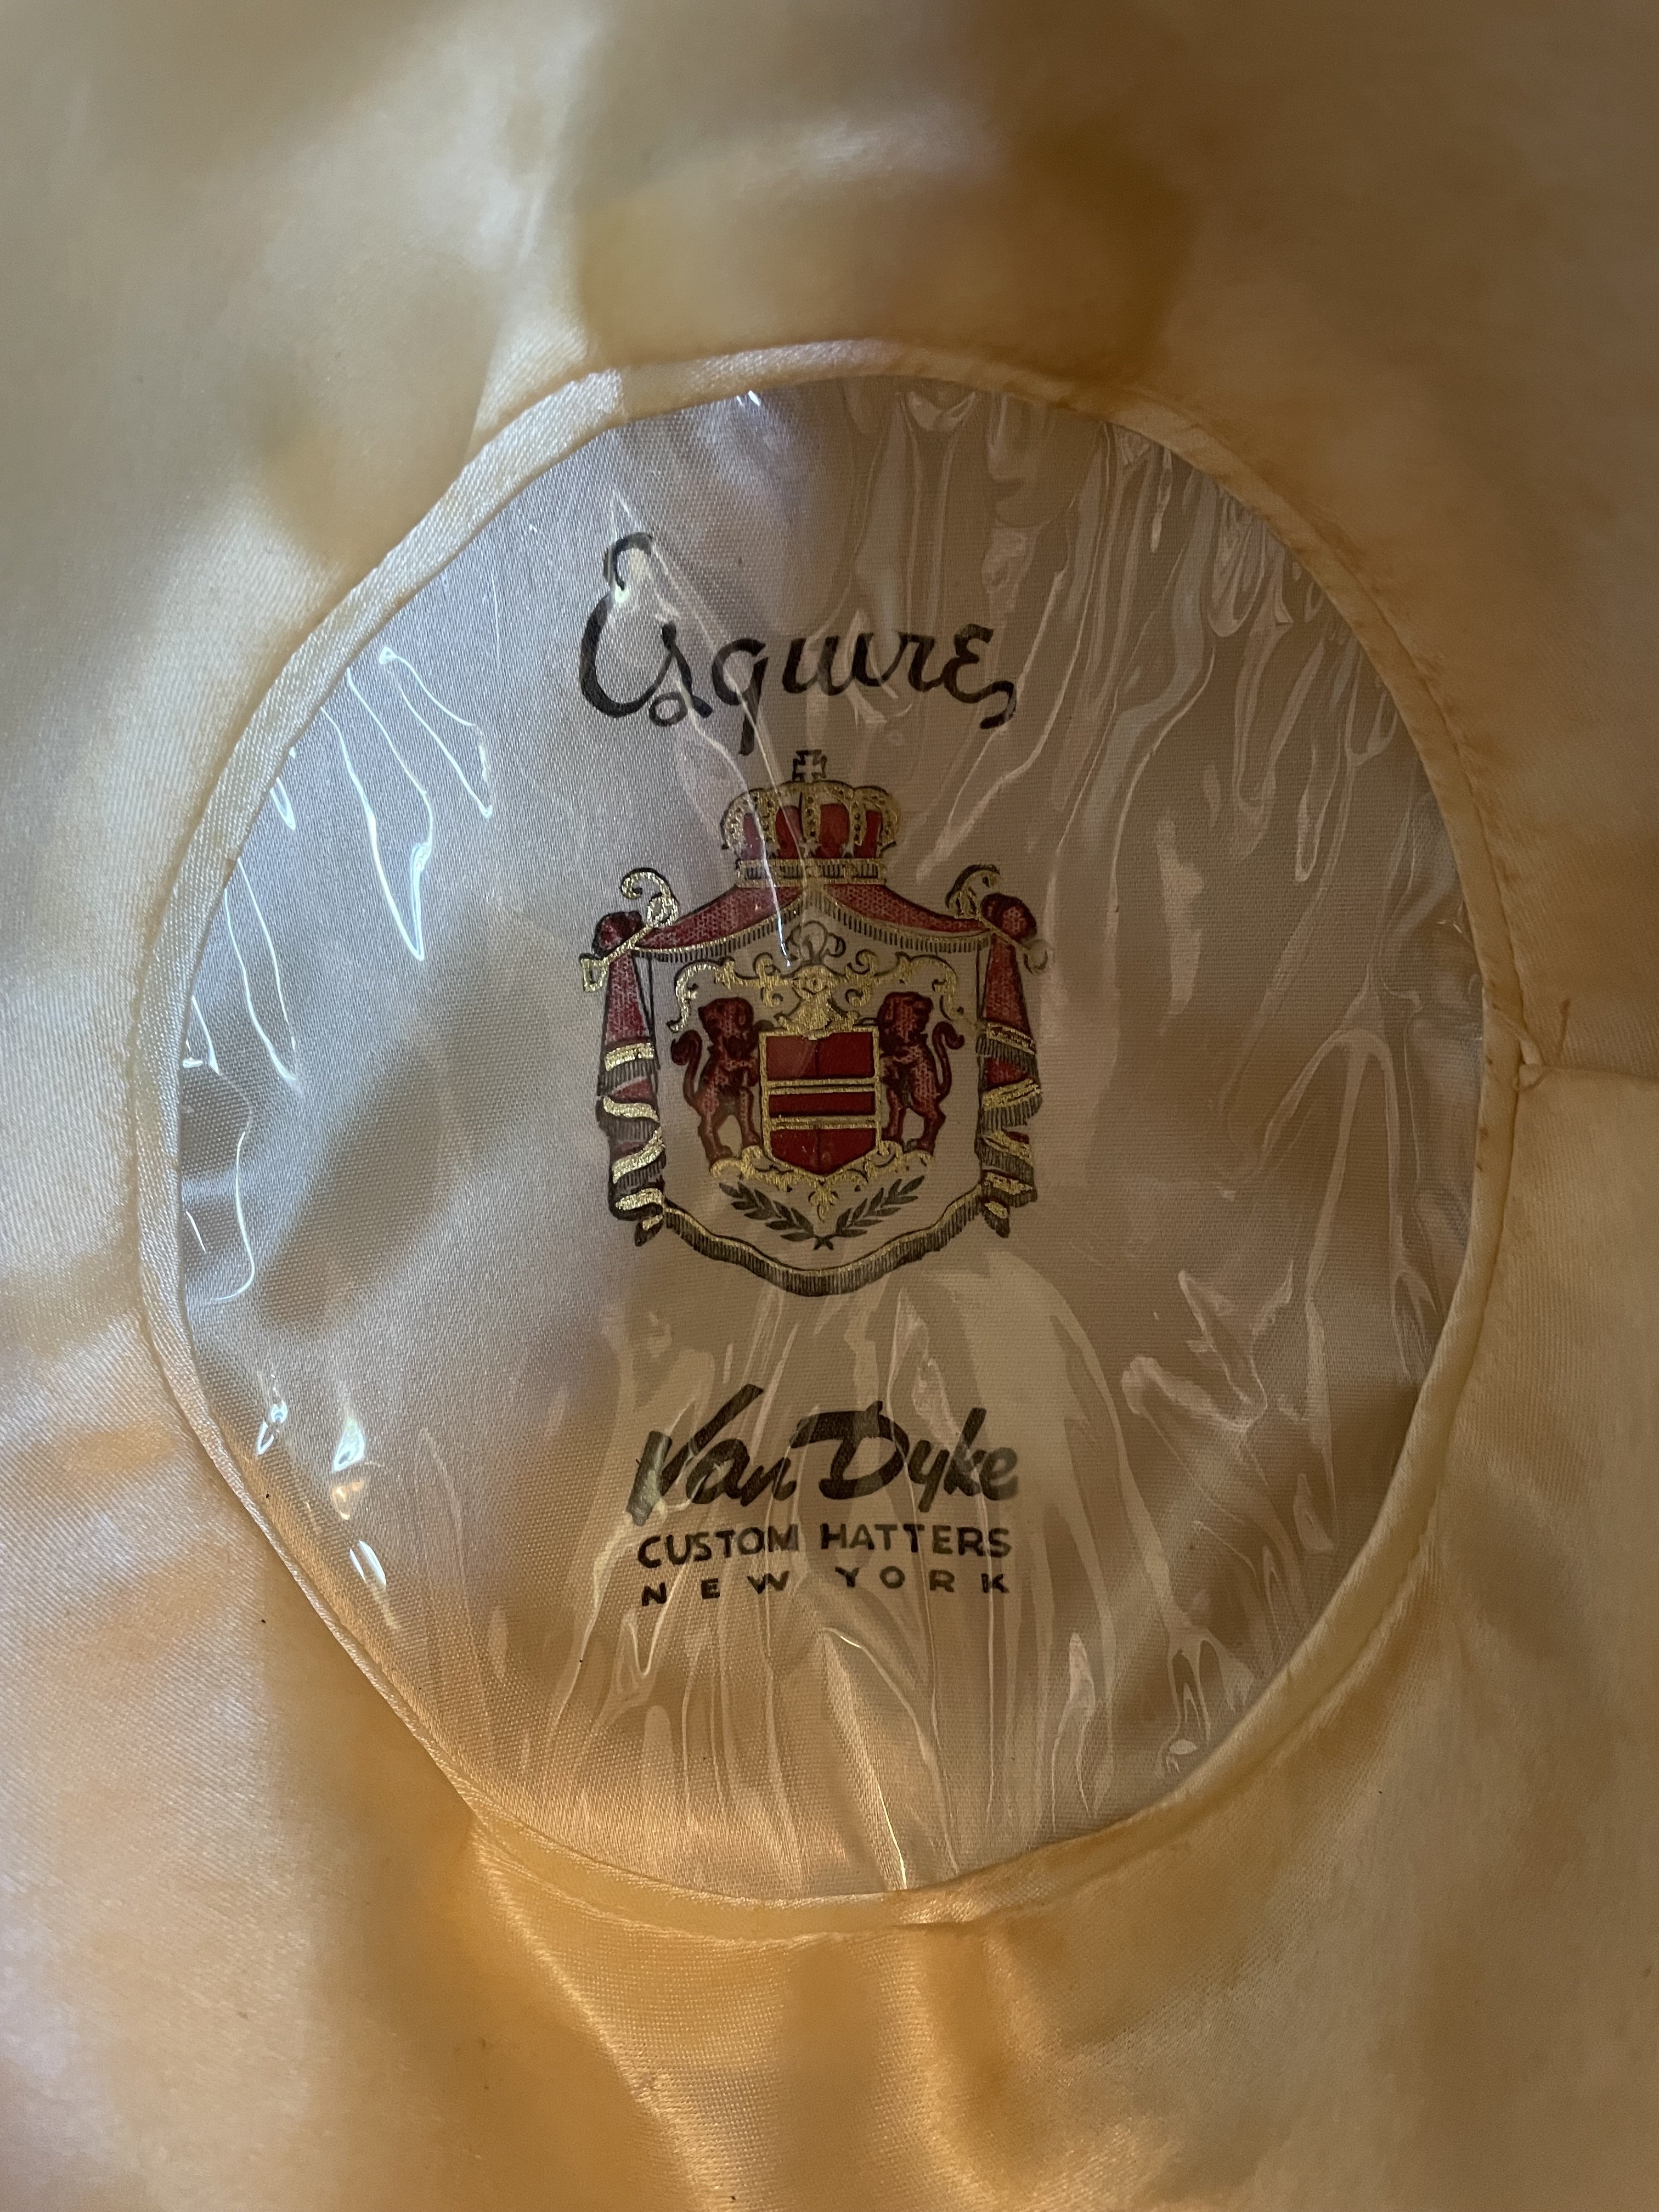 Esquire
Van Dyke
CUSTOM HATTERS
NEW YORK